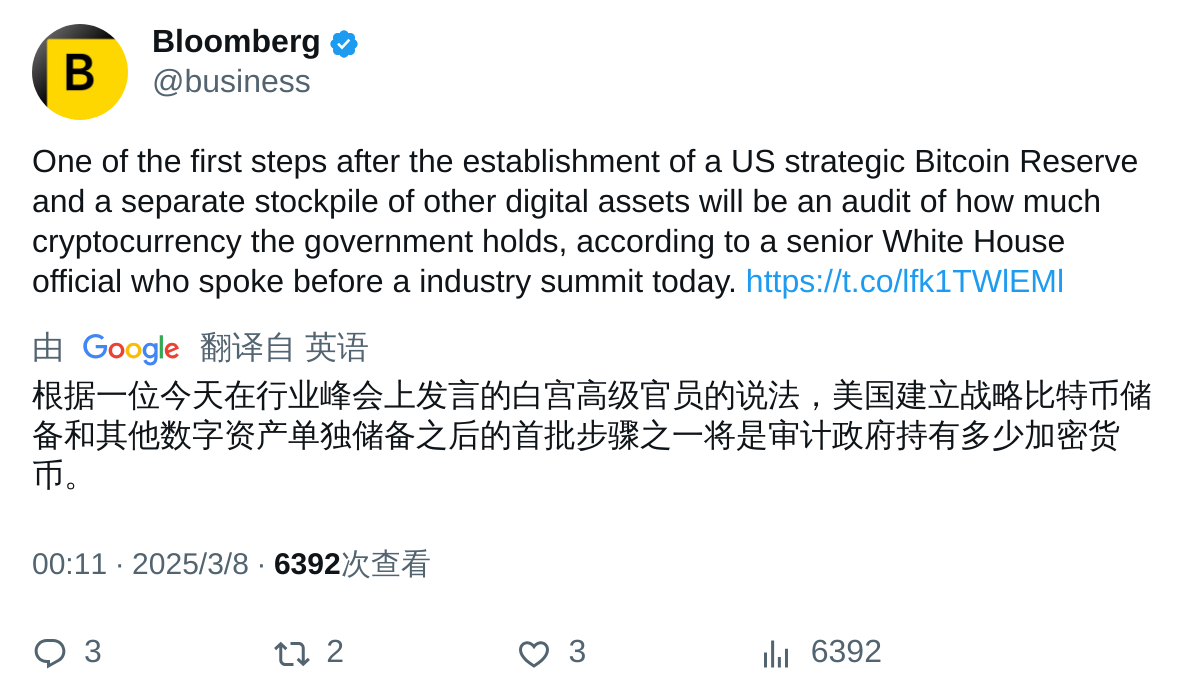 B
Bloomberg
@business
One of the first steps after the establishment of a US strategic Bitcoin Reserve
and a separate stockpile of other digital assets will be an audit of how much
cryptocurrency the government holds, according to a senior White House
official who spoke before a industry summit today. https://t.co/lfk1TWlEMl
由 Google 翻译自 英语
根据一位今天在行业峰会上发言的白宫高级官员的说法，美国建立战略比特币储
备和其他数字资产单独储备之后的首批步骤之一将是审计政府持有多少加密货
币。
00:11 · 2025/3/8 · 6392次查看
3 2 3 6392